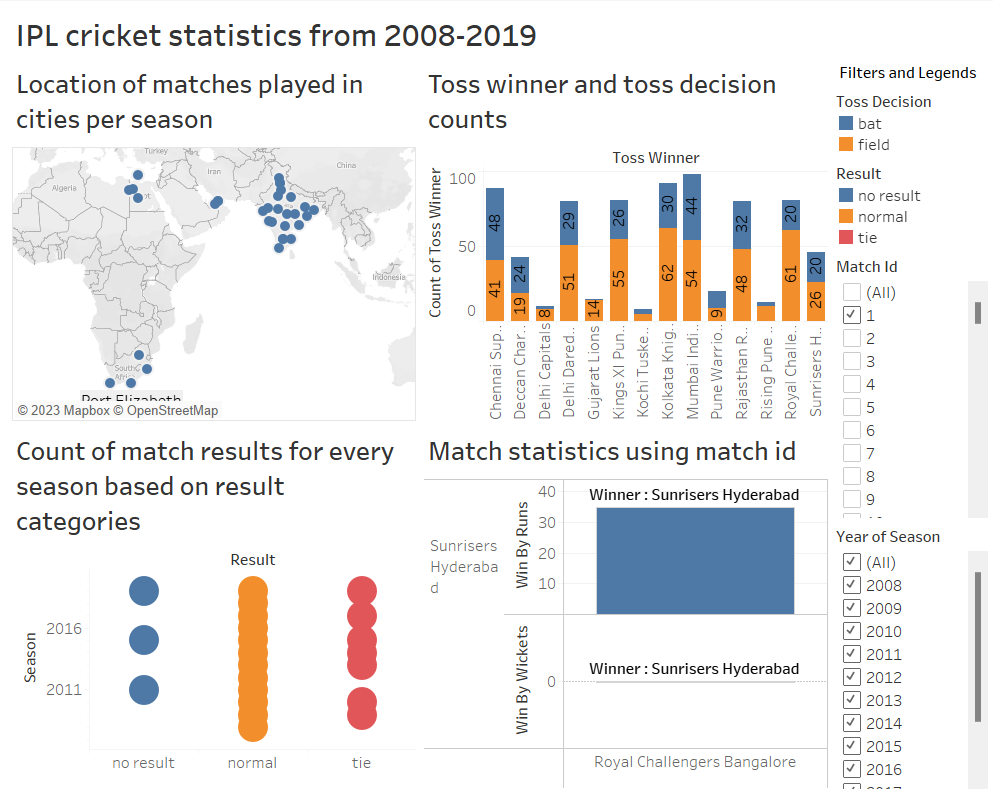 IPL cricket statistics from 2008-2019
Location of matches played in
cities per season
Turkey
China
Iran
Algeria
Indonesia
South
Port Elizabeth
© 2023 Mapbox © OpenStreetMap
Toss winner and toss decision
counts
Toss Winner
Count of Toss Winner
100
50
0
48
41
24
19
8
29
51
14
26
55
30
62
44
54
9
32
48
20
61
20
26
Chennai Sup..
Deccan Char..
Delhi Capitals
Delhi Dared..
Gujarat Lions
Kings XI Pun..
Kochi Tuske..
Kolkata Knig..
Mumbai Indi..
Pune Warrio..
Rajasthan R..
Rising Pune ..
Royal Challe..
Sunrisers H..
Filters and Legends
Toss Decision
bat
field
Result
no result
normal
tie
Match Id
(All)
1
2
3
4
5
6
7
8
9
Year of Season
(All)
2008
2009
2010
2011
2012
2013
2014
2015
2016
Count of match results for every
season based on result
categories
Result
Season
2016
2011
no result
normal
tie
Match statistics using match id
Sunrisers
Hyderaba
d
Win By Runs
40
30
20
10
Winner : Sunrisers Hyderabad
Win By Wickets
0
Winner : Sunrisers Hyderabad
Royal Challengers Bangalore